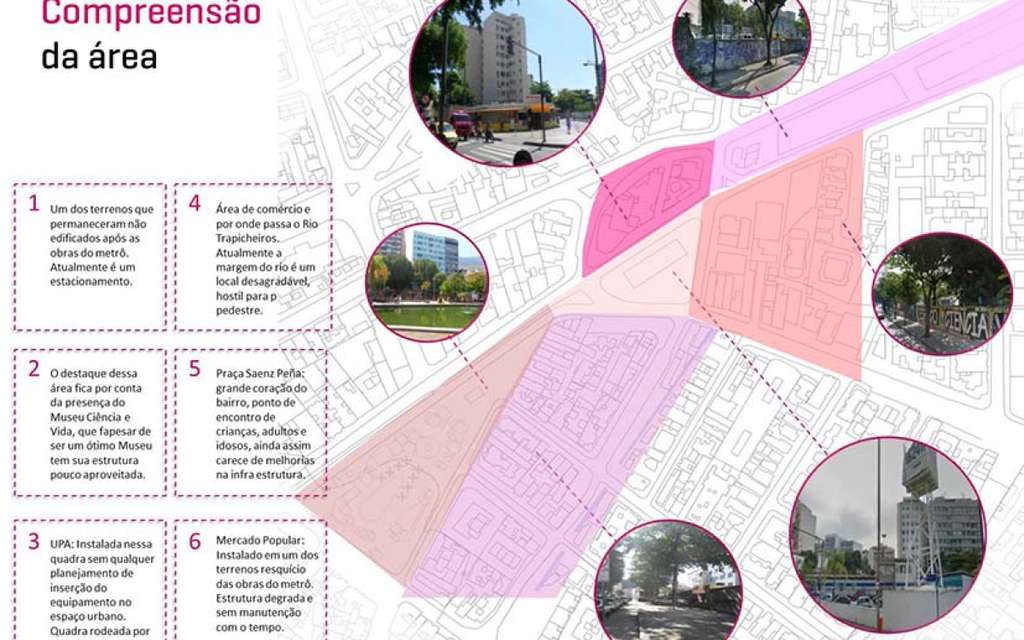 Compreensão
da área
1
Um dos terrenos que
permaneceram não
edificados após as
obras do metrô.
Atualmente é um
estacionamento.
4
Área de comércio e
por onde passa o Rio
Trapicheiros.
Atualmente a
margem do rio é um
local desagradável,
hostil para p
pedestre.
2
O destaque dessa
área fica por conta
da presença do
Museu Ciência e
Vida, que fapesar de
ser um ótimo Museu
tem sua estrutura
pouco aproveitada.
5
Praça Saenz Peña:
grande coração do
bairro, ponto de
encontro de
crianças, adultos e
idosos, ainda assim
carece de melhorias
na infra estrutura.
3
UPA: Instalada nessa
quadra sem qualquer
planejamento de
inserção do
equipamento no
espaço urbano.
Quadra rodeada por
6
Mercado Popular:
Instalado em um dos
terrenos resquício
das obras do metrô.
Estrutura degrada e
sem manutenção
com o tempo.